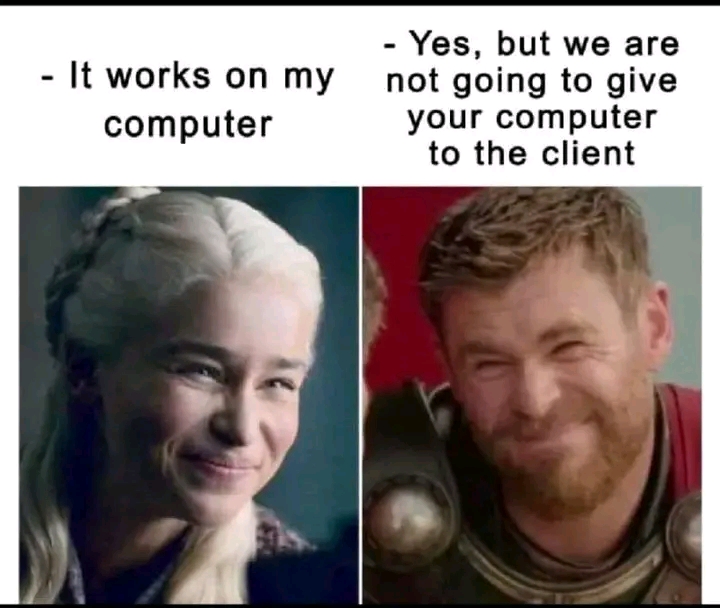 - It works on my
computer
- Yes, but we are
not going to give
your computer
to the client